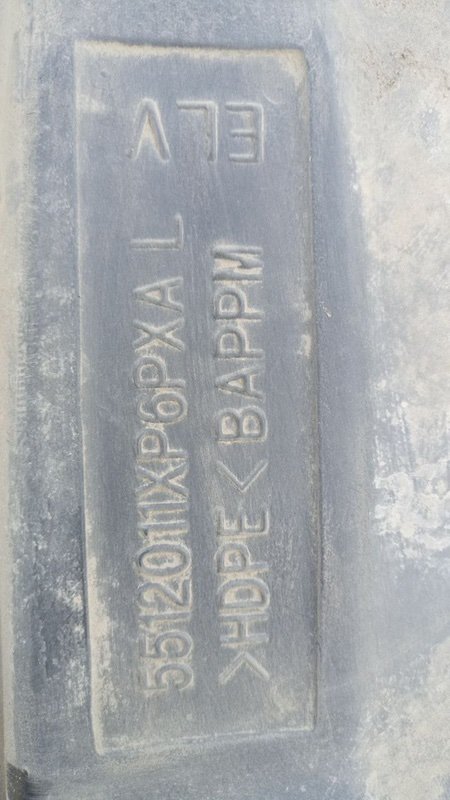 5512011XP6PXA L
>HDPE< BAPPM
ELV